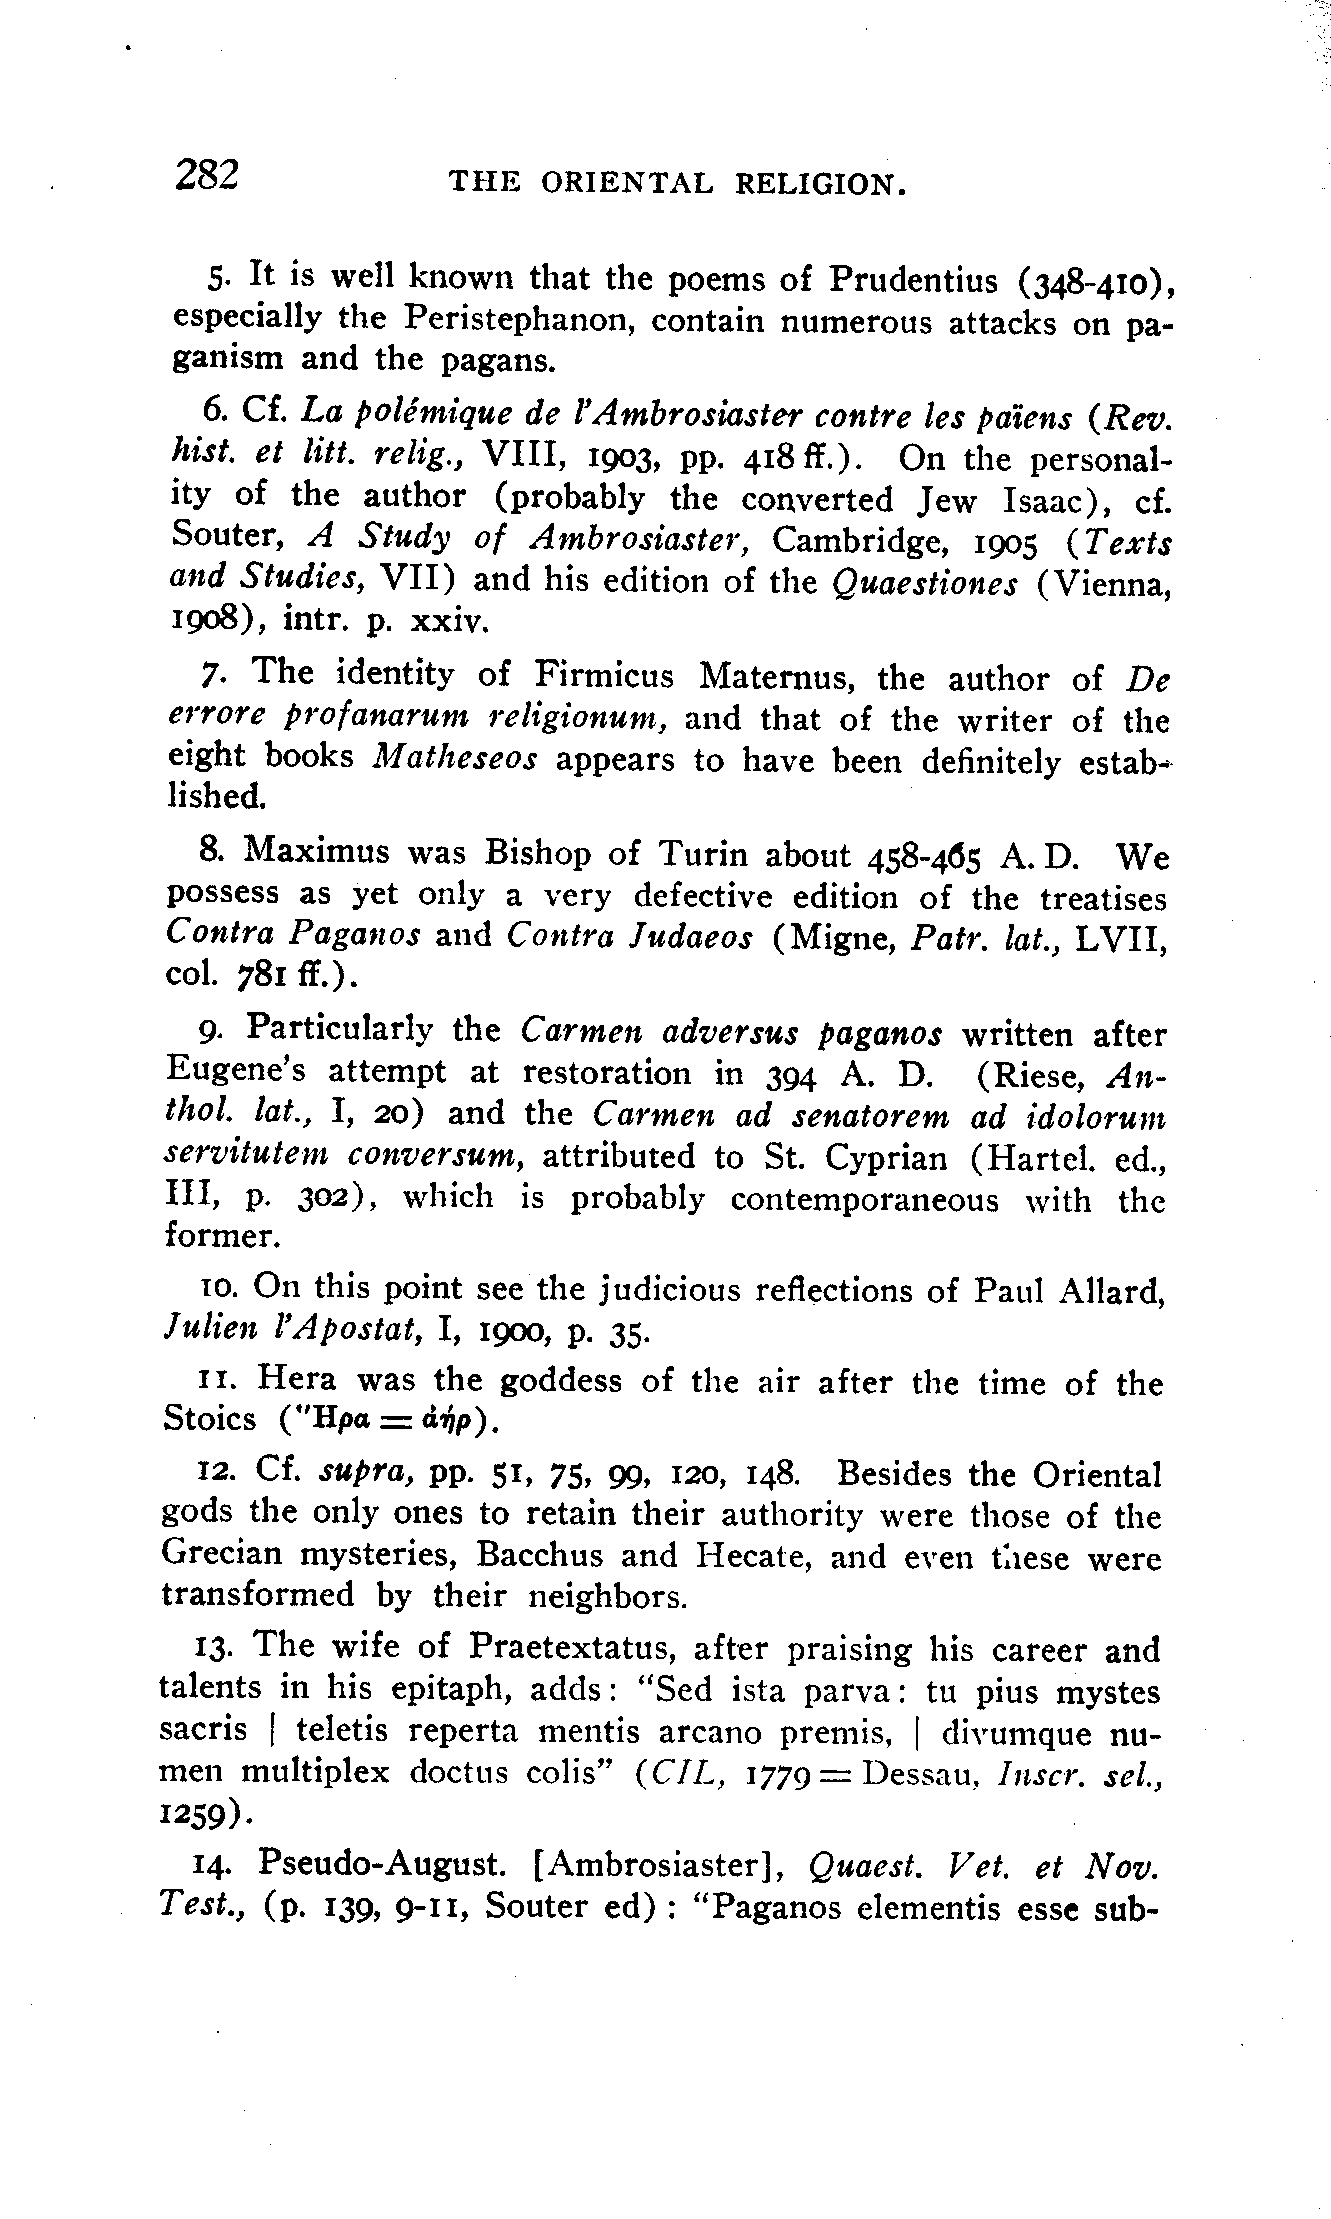 282
THE ORIENTAL RELIGION.
5. It is well known that the poems of Prudentius (348-410),
especially the Peristephanon, contain numerous attacks on pa-
ganism and the pagans.
6. Cf. La polémique de l'Ambrosiaster contre les païens (Rev.
hist. et litt. relig., VIII, 1903, pp. 418 ff.). On the personal-
ity of the author (probably the converted Jew Isaac), cf.
Souter, A Study of Ambrosiaster, Cambridge, 1905 (Texts
and Studies, VII) and his edition of the Quaestiones (Vienna,
1908), intr. p. xxiv.
7. The identity of Firmicus Maternus, the author of De
errore profanarum religionum, and that of the writer of the
eight books Matheseos appears to have been definitely estab-
lished.
8. Maximus was Bishop of Turin about 458-465 A. D. We
possess as yet only a very defective edition of the treatises
Contra Paganos and Contra Judaeos (Migne, Patr. lat., LVII,
col. 781 ff.).
9. Particularly the Carmen adversus paganos written after
Eugene's attempt at restoration in 394 A. D. (Riese, An-
thol. lat., I, 20) and the Carmen ad senatorem ad idolorum
servitutem conversum, attributed to St. Cyprian (Hartel. ed.,
III, p. 302), which is probably contemporaneous with the
former.
10. On this point see the judicious reflections of Paul Allard,
Julien l'Apostat, I, 1900, p. 35.
11. Hera was the goddess of the air after the time of the
Stoics (Ἥρα = ἀήρ).
12. Cf. supra, pp. 51, 75, 99, 120, 148. Besides the Oriental
gods the only ones to retain their authority were those of the
Grecian mysteries, Bacchus and Hecate, and even these were
transformed by their neighbors.
13. The wife of Praetextatus, after praising his career and
talents in his epitaph, adds: "Sed ista parva: tu pius mystes
sacris | teletis reperta mentis arcano premis, | divumque nu-
men multiplex doctus colis" (CIL, 1779 = Dessau, Inscr. sel.,
1259).
14. Pseudo-August. [Ambrosiaster], Quaest. Vet. et Nov.
Test., (p. 139, 9-11, Souter ed): "Paganos elementis esse sub-